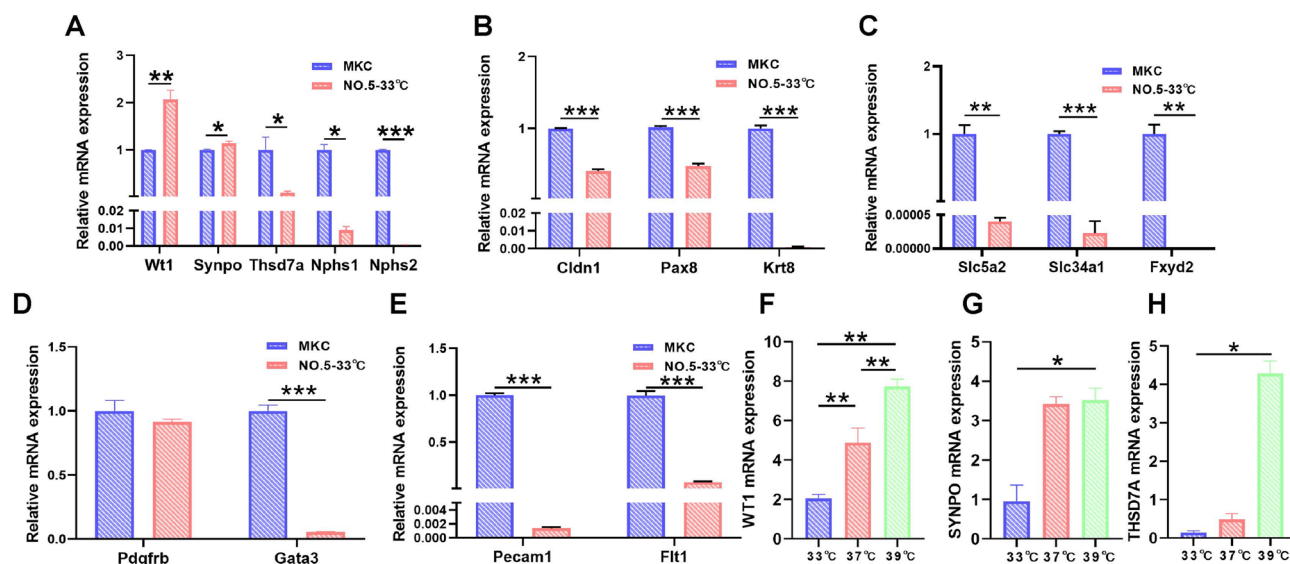 A
Relative mRNA expression
3
2
1
0.02
0.01
0.00
MKC
NO.5-33℃
** * * * ***
Wt1 Synpo Thsd7a Nphs1 Nphs2
B
Relative mRNA expression
1
0.02
0.01
0.00
MKC
NO.5-33℃
*** *** ***
Cldn1 Pax8 Krt8
C
Relative mRNA expression
1
0.00005
0.00000
MKC
NO.5-33℃
** *** **
Slc5a2 Slc34a1 Fxyd2
D
Relative mRNA expression
1.5
1.0
0.5
0.0
MKC
NO.5-33℃
***
Pdgfrb Gata3
E
Relative mRNA expression
1.5
1.0
0.5
0.004
0.002
0.000
MKC
NO.5-33℃
*** ***
Pecam1 Flt1
F
WT1 mRNA expression
10
8
6
4
2
0
**
**
**
33℃ 37℃ 39℃
G
SYNPO mRNA expression
5
4
3
2
1
0
*
33℃ 37℃ 39℃
H
THSD7A mRNA expression
5
4
3
2
1
0
*
33℃ 37℃ 39℃